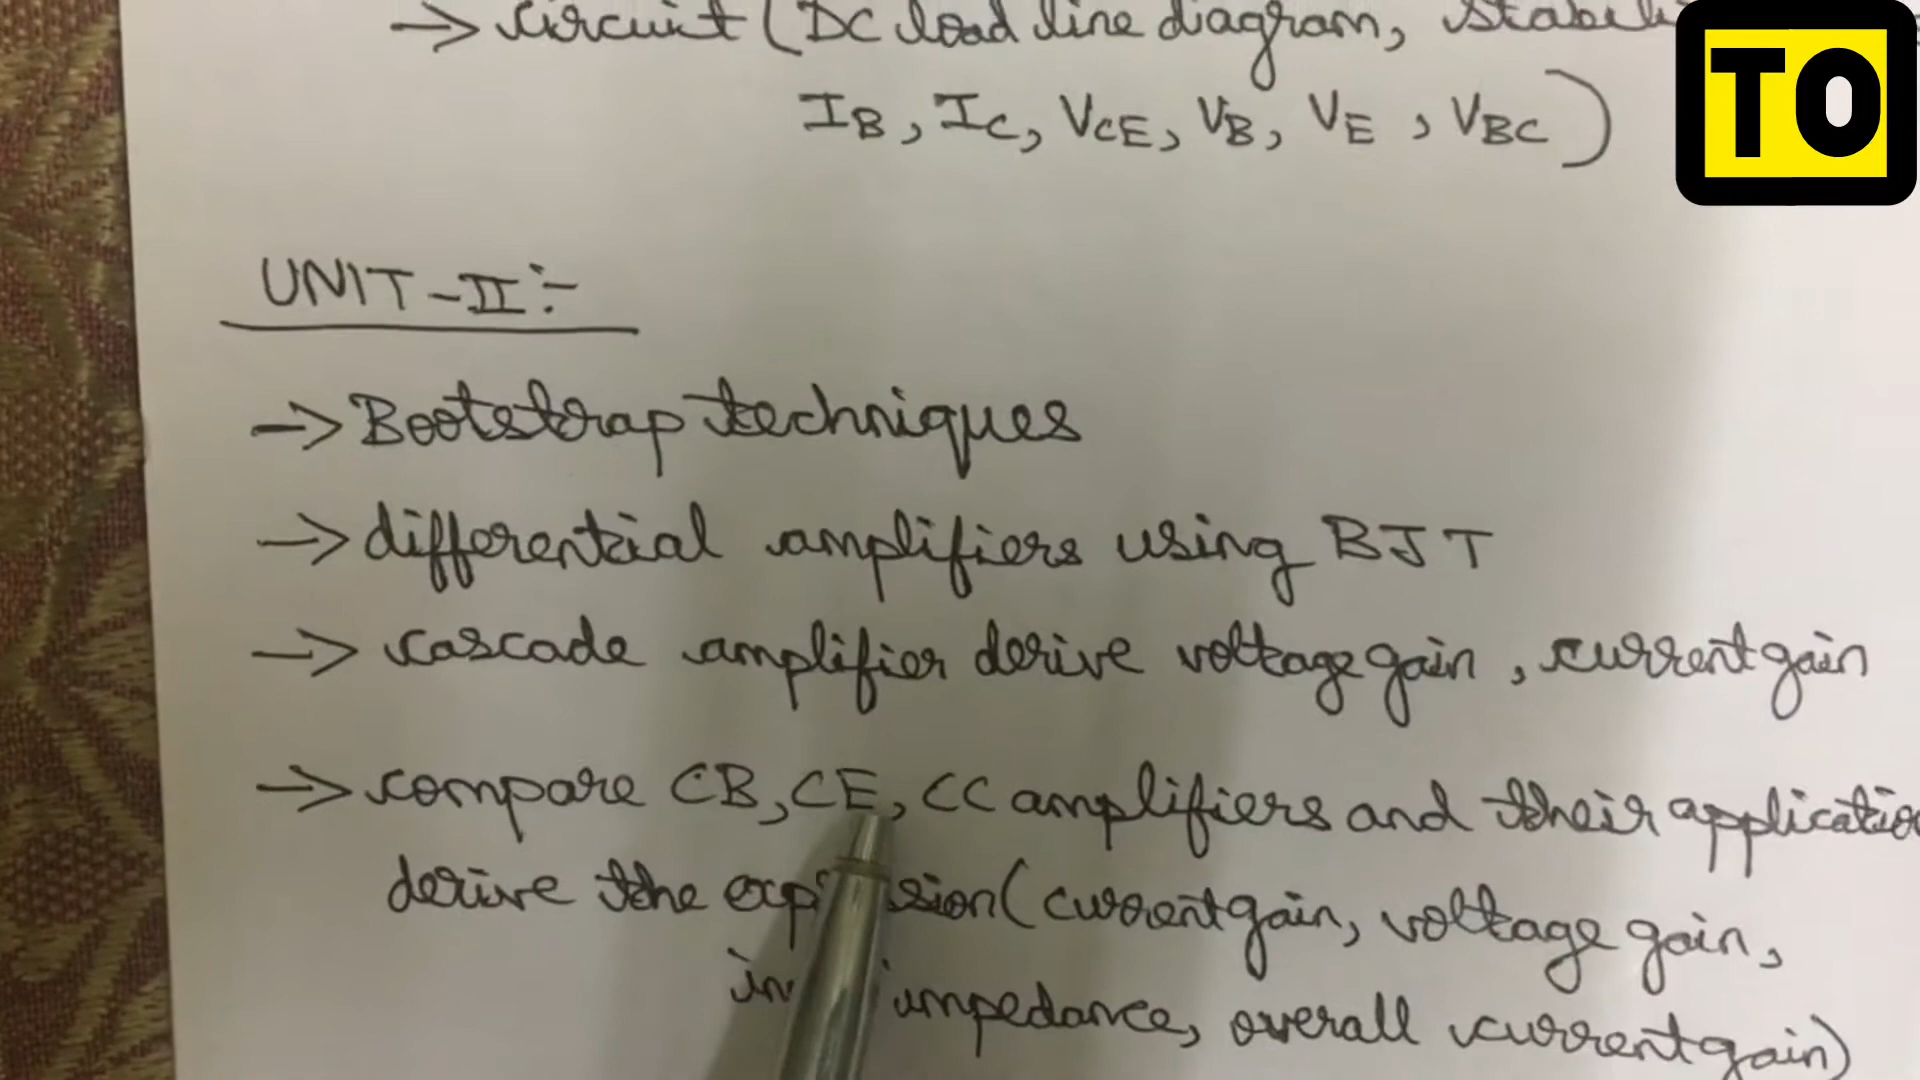 → circuit (DC load line diagram,
IB, IC, VCE, VB, VE, VBC)
TO
UNIT-II:-
→ Bootstrap techniques
→ differential amplifiers using BJT
→ cascade amplifier derive voltage gain, current gain
→ compare CB, CE, CC amplifiers and their applicatio
derive the (current gain, voltage gain,
impedance, overall current gain)